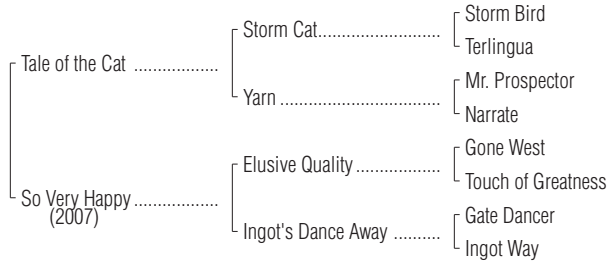 Storm Bird
Storm Cat..........................
Terlingua
Tale of the Cat ..................
Mr. Prospector
Yarn ..................................
Narrate
Gone West
Elusive Quality ..................
Touch of Greatness
So Very Happy..................
(2007)
Gate Dancer
Ingot's Dance Away ..........
Ingot Way